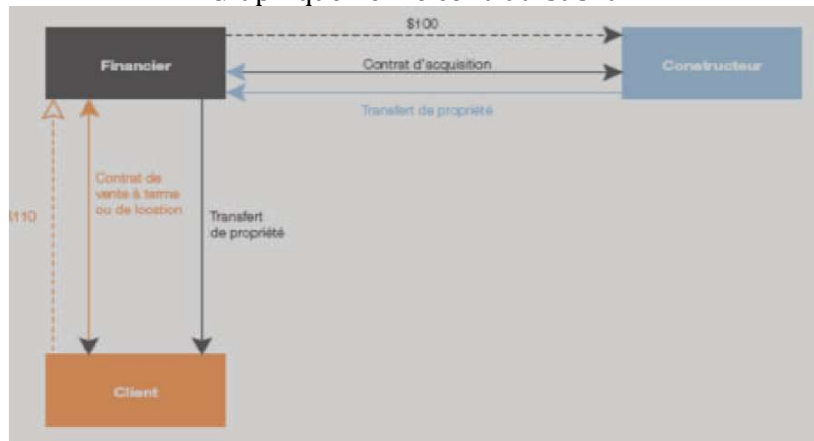 $100
Financier
Contrat d'acquisition
Constructeur
Transfert de propriété
Contrat de
vente à terme
ou de location
$110
Transfert
de propriété
Client